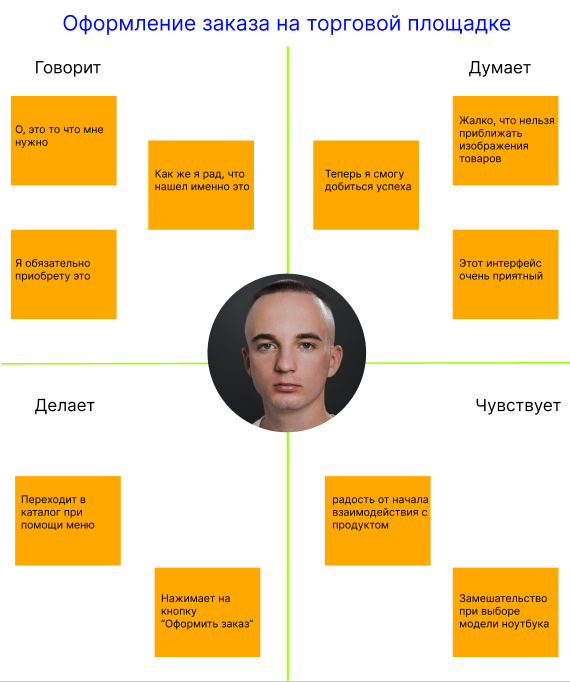 Оформление заказа на торговой площадке
Говорит
О, это то что мне
нужно
Как же я рад, что
нашел именно это
Я обязательно
приобрету это
Думает
Жалко, что нельзя
приближать
изображения
товаров
Теперь я смогу
добиться успеха
Этот интерфейс
очень приятный
Делает
Переходит в
каталог при
помощи меню
Нажимает на
кнопку
“Оформить заказ”
Чувствует
радость от начала
взаимодействия с
продуктом
Замешательство
при выборе
модели ноутбука